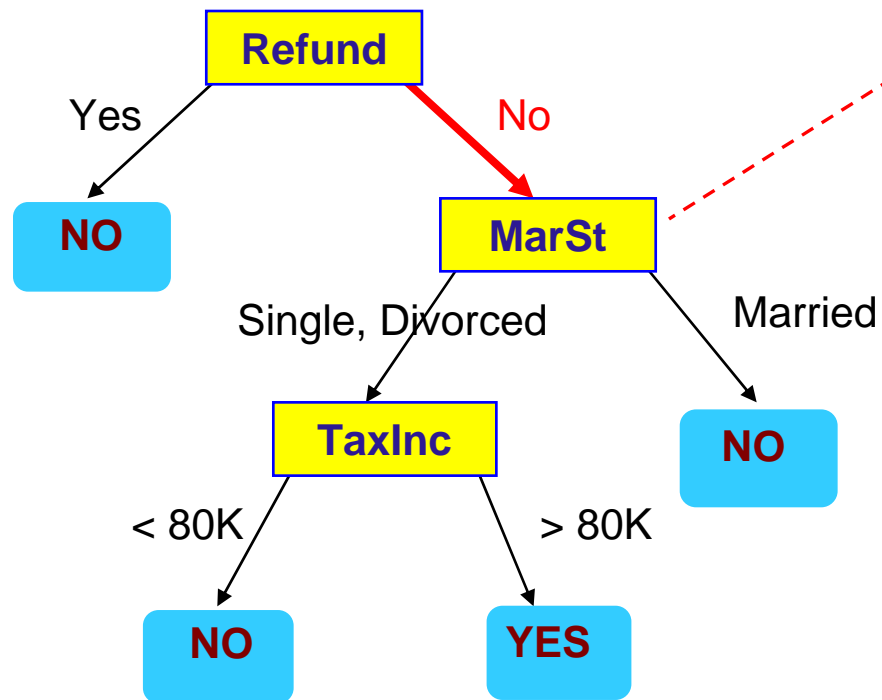 Refund
Yes
No
NO
MarSt
Single, Divorced
Married
TaxInc
NO
< 80K
> 80K
NO
YES